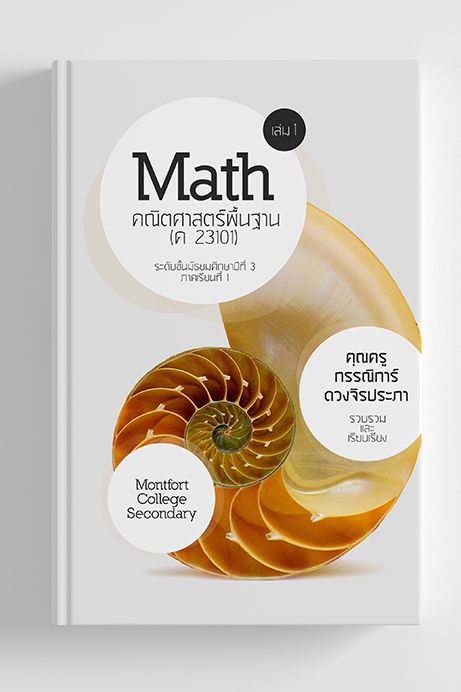 เล่ม 1
Math
คณิตศาสตร์พื้นฐาน
(ค 23101)
ระดับชั้นมัธยมศึกษาปีที่ 3
ภาคเรียนที่ 1
คุณครู
กรรณิการ์
ดวงจิรประภา
รวบรวม
และ
เรียบเรียง
Montfort
College
Secondary